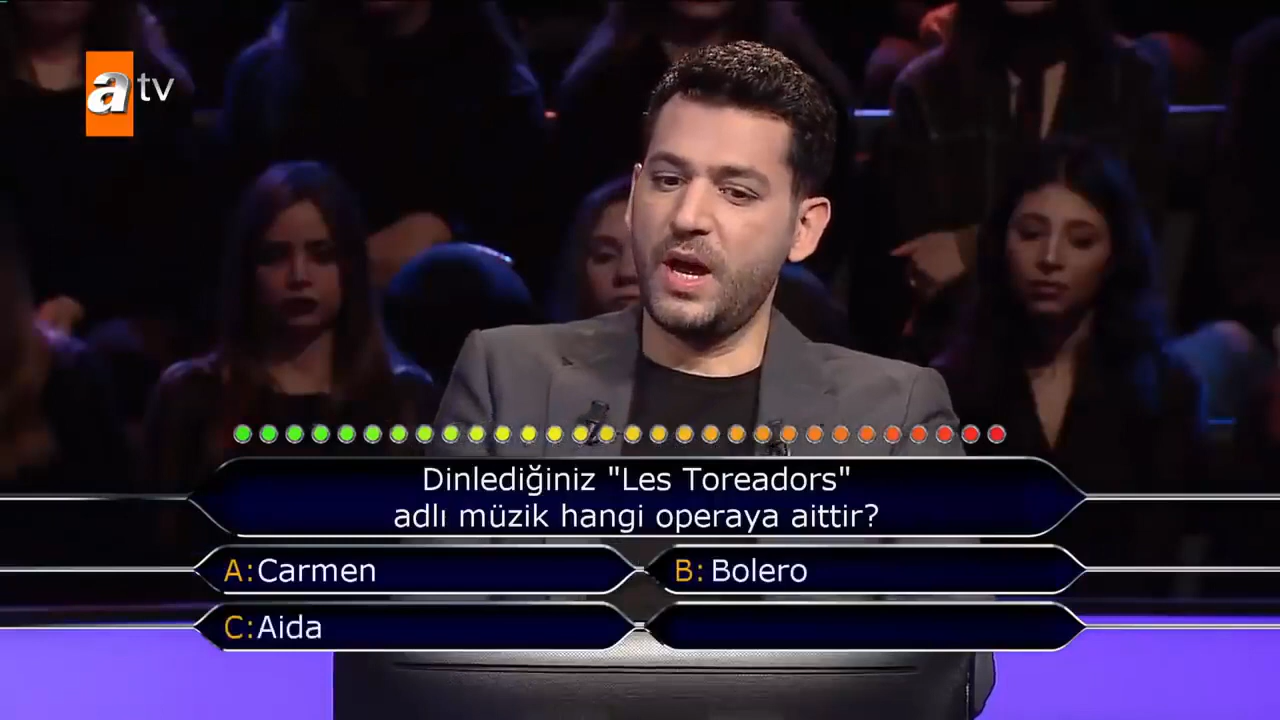 atv
Dinlediğiniz "Les Toreadors"
adlı müzik hangi operaya aittir?
A: Carmen
B: Bolero
C: Aida